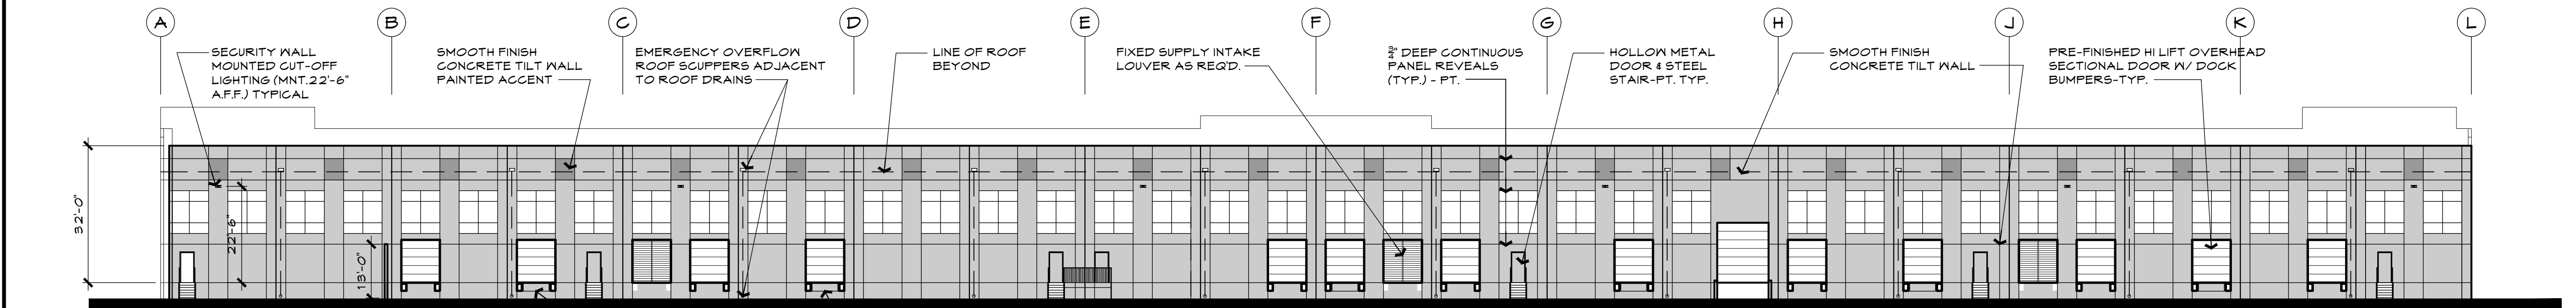 A B C D E F G H J K L
SECURITY WALL
MOUNTED CUT-OFF
LIGHTING (MNT.22'-6"
A.F.F.) TYPICAL
SMOOTH FINISH
CONCRETE TILT WALL
PAINTED ACCENT
EMERGENCY OVERFLOW
ROOF SCUPPERS ADJACENT
TO ROOF DRAINS
LINE OF ROOF
BEYOND
FIXED SUPPLY INTAKE
LOUVER AS REQ'D.
3/4" DEEP CONTINUOUS
PANEL REVEALS
(TYP.) - PT.
HOLLOW METAL
DOOR & STEEL
STAIR-PT. TYP.
SMOOTH FINISH
CONCRETE TILT WALL
PRE-FINISHED HI LIFT OVERHEAD
SECTIONAL DOOR W/ DOCK
BUMPERS-TYP.
32'-0"
22'-6"
13'-0"